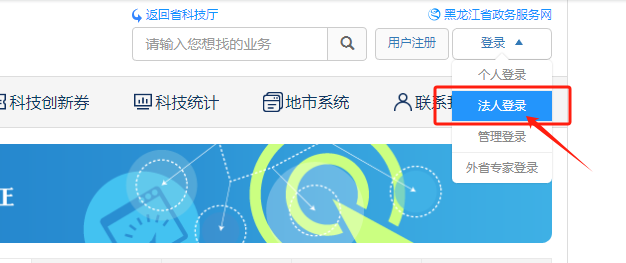 返回省科技厅 黑龙江省政务服务网
请输入您想找的业务 用户注册 登录
个人登录
科技创新券 科技统计 地市系统 联系
法人登录
管理登录
外省专家登录